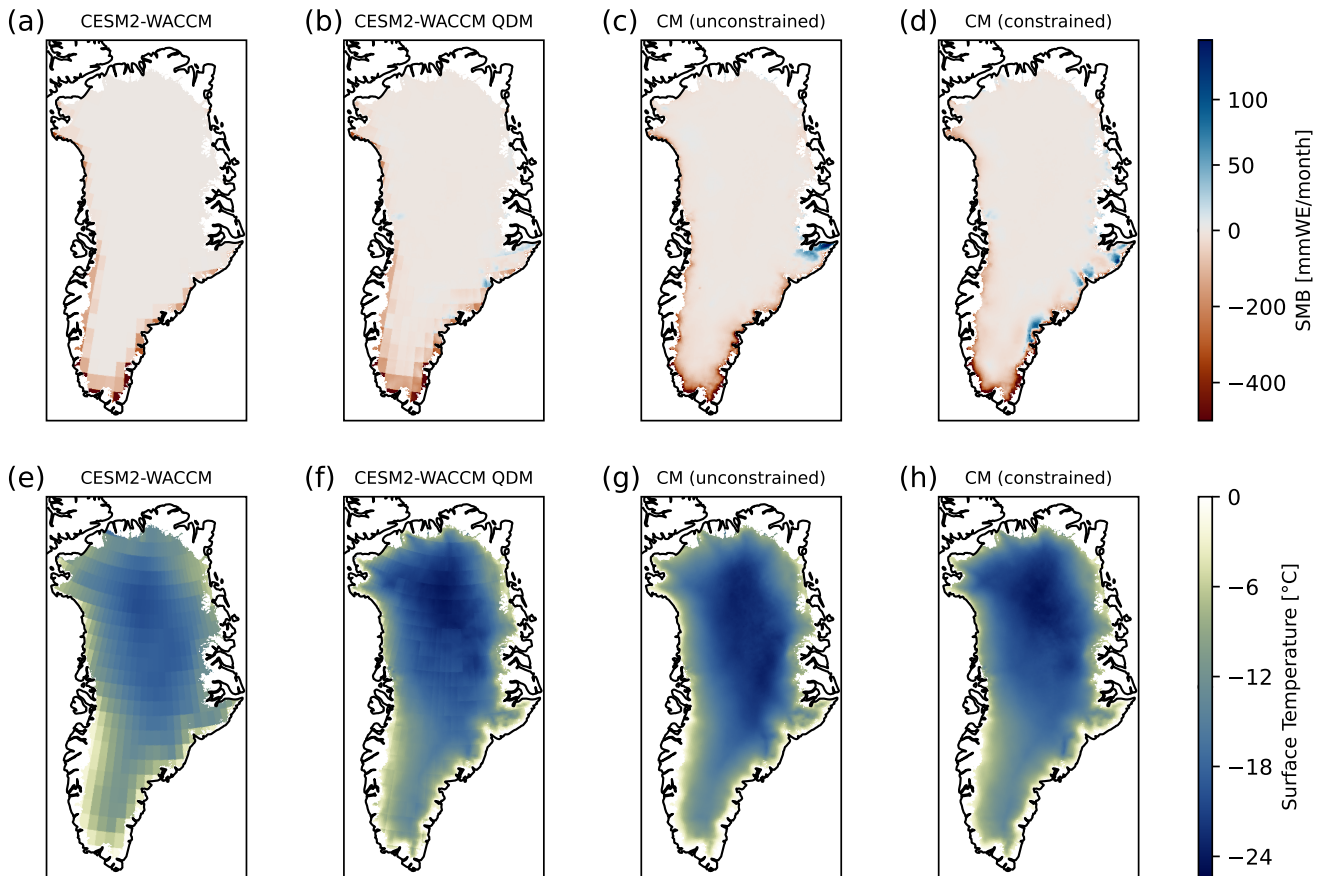 (a) CESM2-WACCM
(b) CESM2-WACCM QDM
(c) CM (unconstrained)
(d) CM (constrained)
100
50
0
−200
−400
SMB [mmWE/month]
(e) CESM2-WACCM
(f) CESM2-WACCM QDM
(g) CM (unconstrained)
(h) CM (constrained)
0
−6
−12
−18
−24
Surface Temperature [°C]